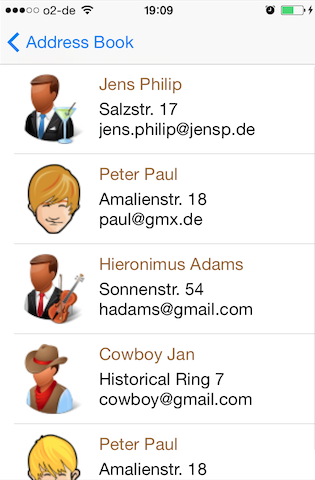 o2-de 19:09
Address Book
Jens Philip
Salzstr. 17
jens.philip@jensp.de
Peter Paul
Amalienstr. 18
paul@gmx.de
Hieronimus Adams
Sonnenstr. 54
hadams@gmail.com
Cowboy Jan
Historical Ring 7
cowboy@gmail.com
Peter Paul
Amalienstr. 18